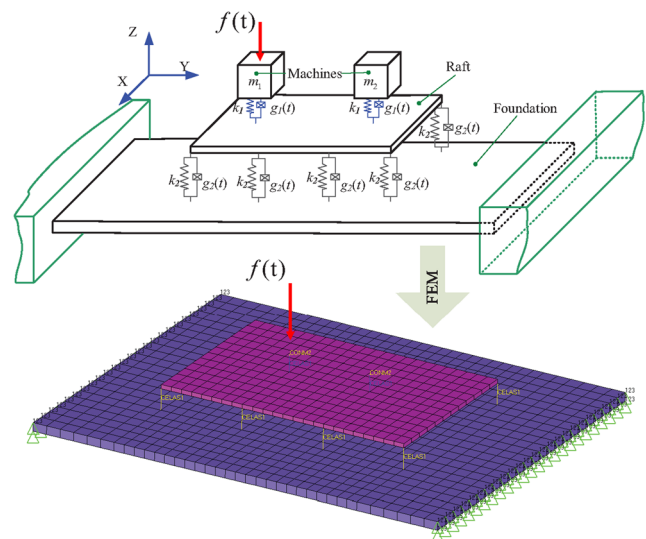 f(t)
Z
Y
X
m1
Machines
m2
Raft
k1
g1(t)
k1
g1(t)
Foundation
k2
g2(t)
k2
g2(t)
k2
g2(t)
k2
g2(t)
k2
g2(t)
f(t)
FEM
123
CONM2
CONM2
CELAS1
CELAS1
CELAS1
CELAS1
CELAS1
123
123